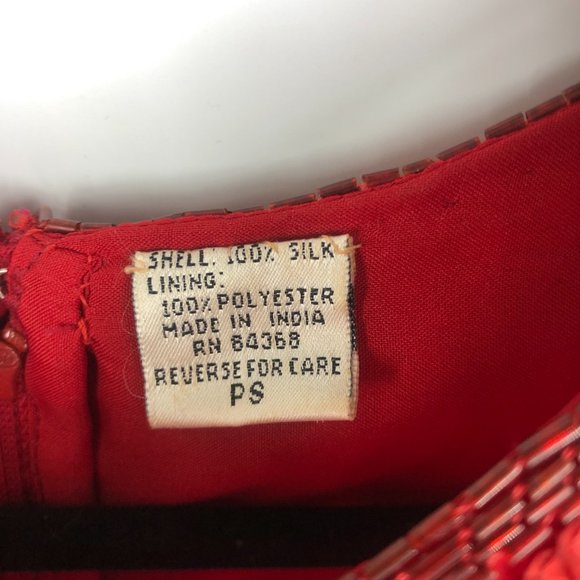 SHELL: 100% SILK
LINING:
100% POLYESTER
MADE IN INDIA
RN 84368
REVERSE FOR CARE
PS